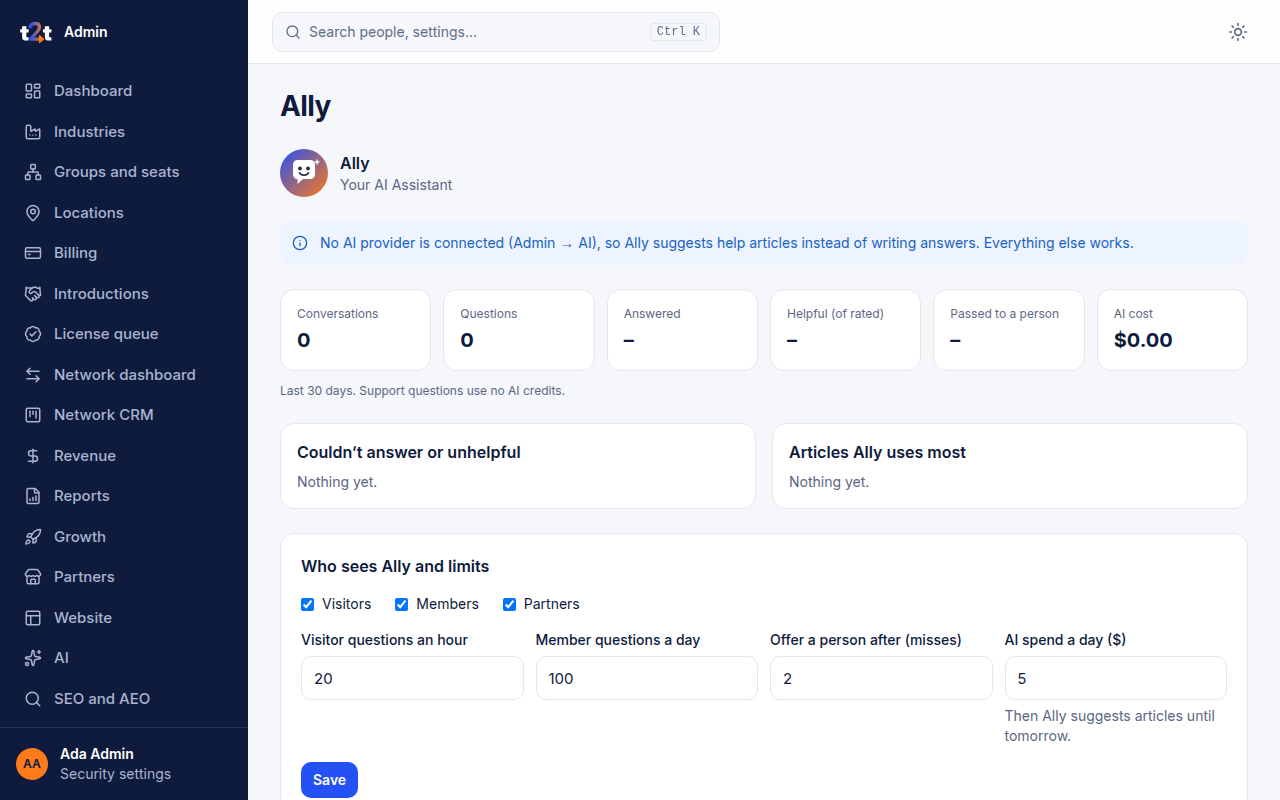 t2t Admin
Search people, settings... Ctrl K
Dashboard
Industries
Groups and seats
Locations
Billing
Introductions
License queue
Network dashboard
Network CRM
Revenue
Reports
Growth
Partners
Website
AI
SEO and AEO
AA Ada Admin
Security settings
Ally
Ally
Your AI Assistant
No AI provider is connected (Admin → AI), so Ally suggests help articles instead of writing answers. Everything else works.
Conversations
0
Questions
0
Answered
–
Helpful (of rated)
–
Passed to a person
–
AI cost
$0.00
Last 30 days. Support questions use no AI credits.
Couldn’t answer or unhelpful
Nothing yet.
Articles Ally uses most
Nothing yet.
Who sees Ally and limits
Visitors Members Partners
Visitor questions an hour
20
Member questions a day
100
Offer a person after (misses)
2
AI spend a day ($)
5
Then Ally suggests articles until
tomorrow.
Save